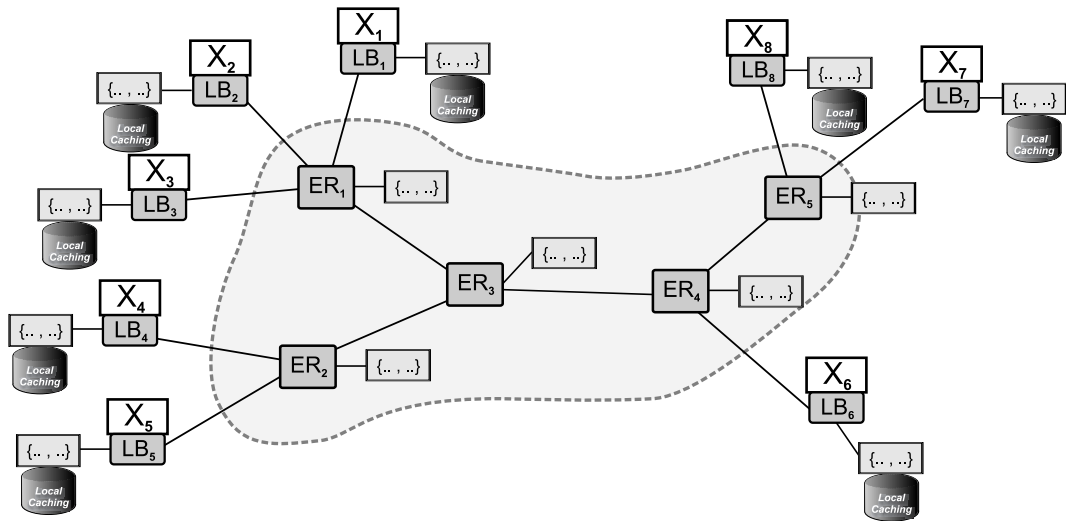 X₁
LB₁
{.. , ..}
Local
Caching
X₂
LB₂
{.. , ..}
Local
Caching
X₃
LB₃
{.. , ..}
Local
Caching
X₄
LB₄
{.. , ..}
Local
Caching
X₅
LB₅
{.. , ..}
Local
Caching
ER₁
{.. , ..}
ER₂
{.. , ..}
ER₃
{.. , ..}
ER₄
{.. , ..}
ER₅
{.. , ..}
X₈
LB₈
{.. , ..}
Local
Caching
X₇
LB₇
{.. , ..}
Local
Caching
X₆
LB₆
{.. , ..}
Local
Caching